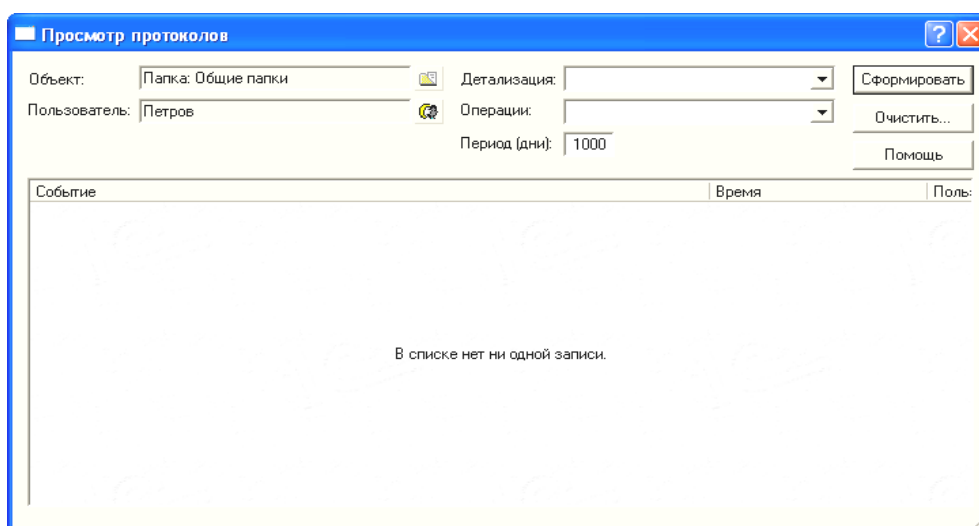 Просмотр протоколов
Объект: Папка: Общие папки Детализация: Сформировать
Пользователь: Петров Операции: Очистить...
Период (дни): 1000 Помощь
Событие Время Поль:
В списке нет ни одной записи.